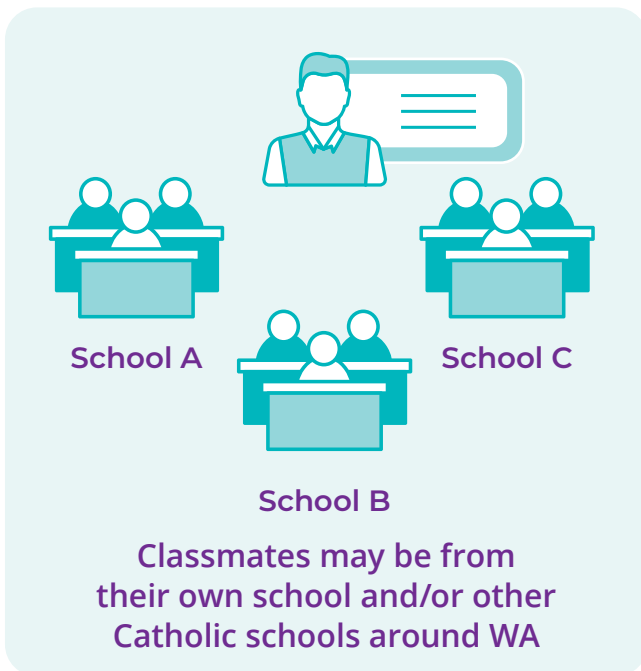 School A
School C
School B
Classmates may be from
their own school and/or other
Catholic schools around WA